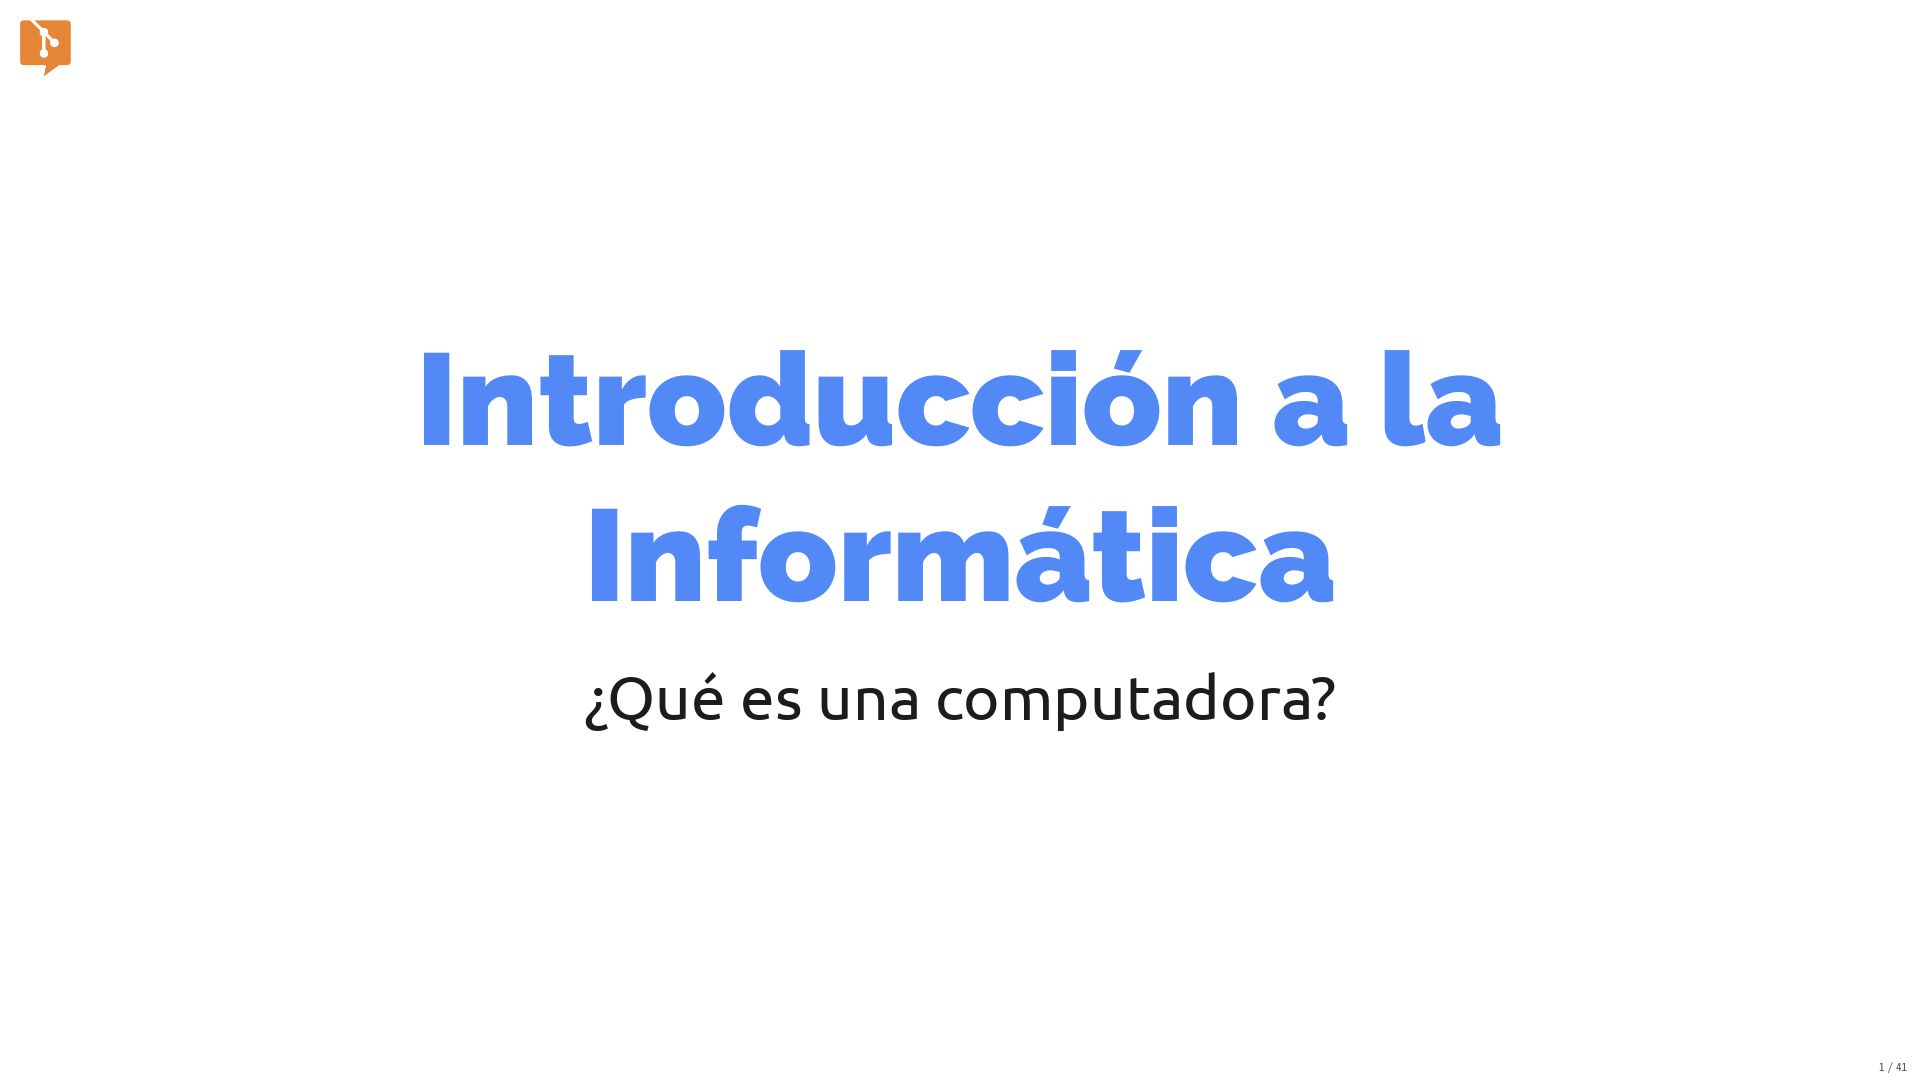 Introducción a la
Informática
¿Qué es una computadora?
1 / 41